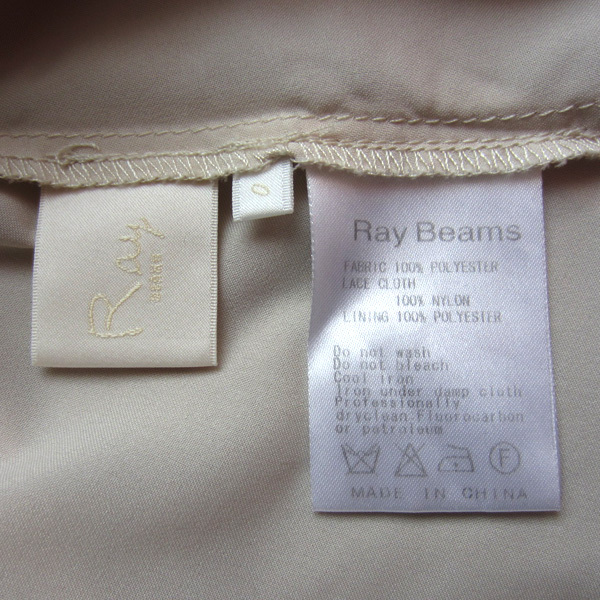 Ray
BEAMS
0
Ray Beams
FABRIC 100% POLYESTER
LACE CLOTH
100% NYLON
LINING 100% POLYESTER
Do not wash
Do not bleach
Cool iron
Iron under damp cloth
Professionally
dryclean.Fluorocarbon
or patroleum
F
MADE IN CHINA